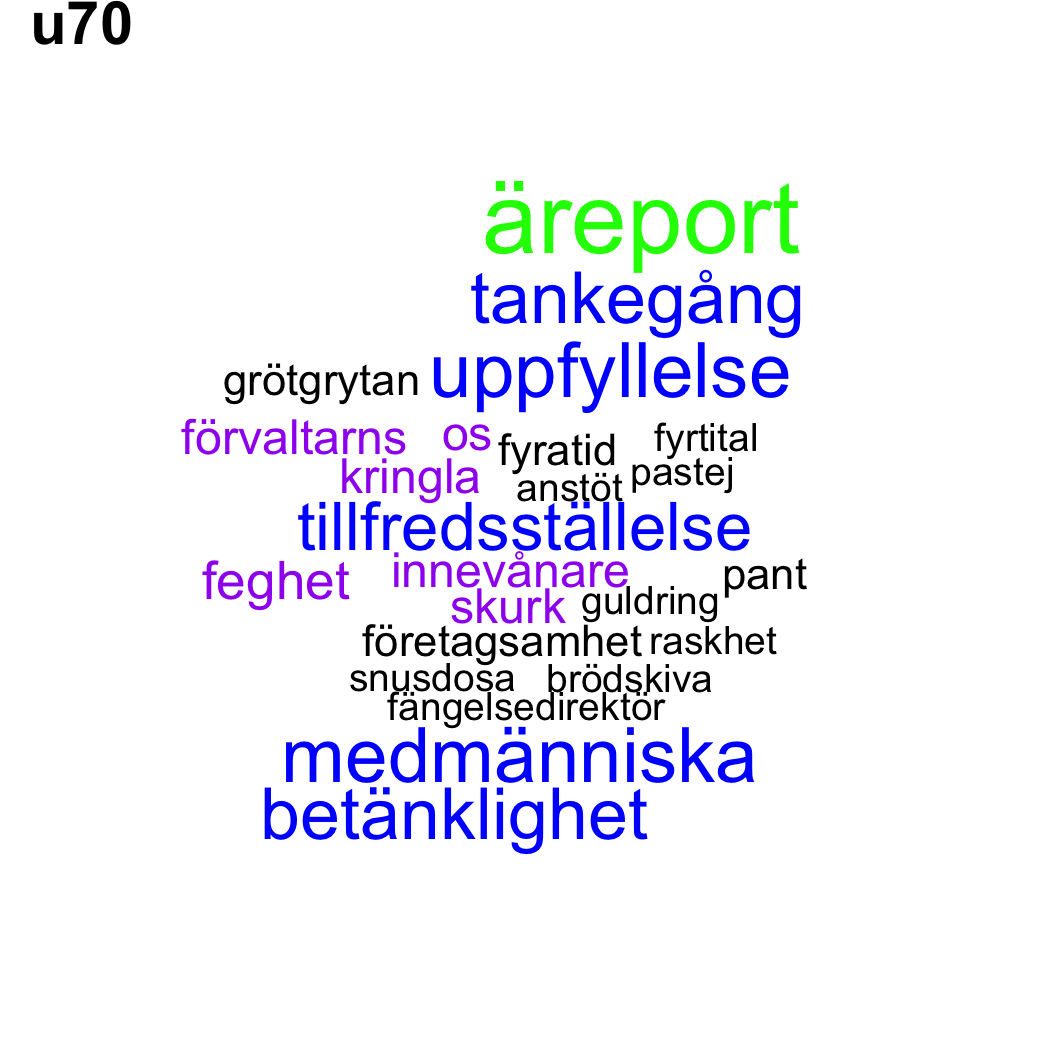 u70
äreport
tankegång
grötgrytan uppfyllelse
förvaltarns os fyratid fyrtital
kringla anstöt pastej
tillfredsställelse
feghet innevånare pant
skurk guldring
företagsamhet raskhet
snusdosa brödskiva
fängelsedirektör
medmänniska
betänklighet